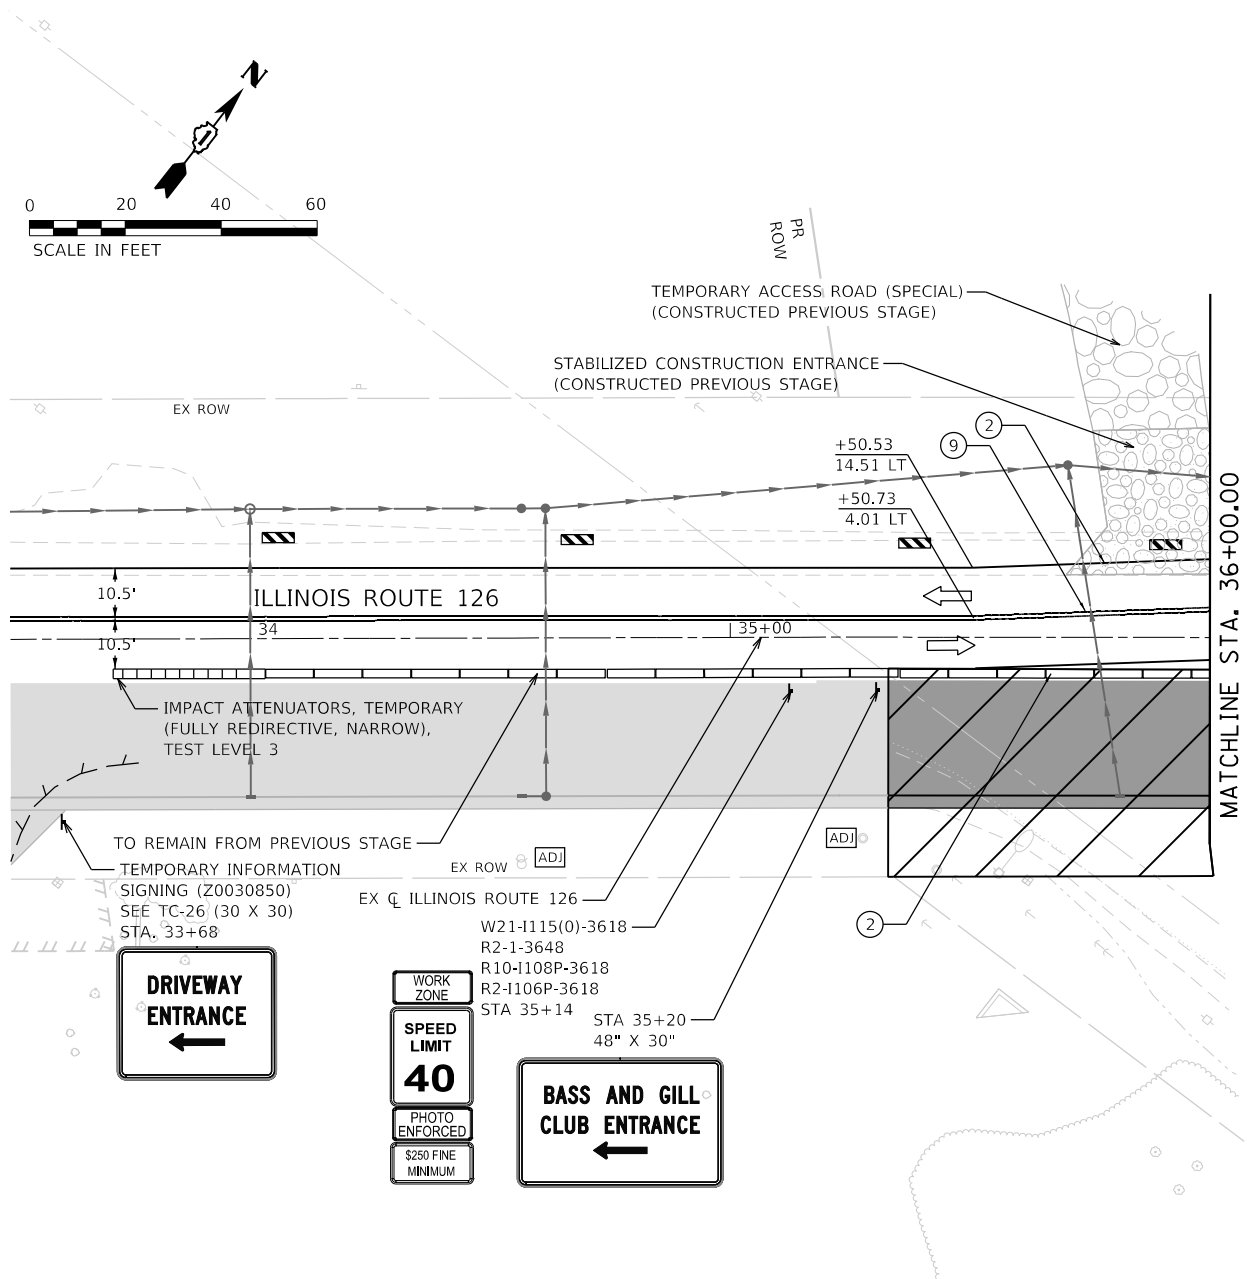 N
0 20 40 60
SCALE IN FEET
PR
ROW
TEMPORARY ACCESS ROAD (SPECIAL)
(CONSTRUCTED PREVIOUS STAGE)
STABILIZED CONSTRUCTION ENTRANCE
(CONSTRUCTED PREVIOUS STAGE)
EX ROW
2
9
+50.53
14.51 LT
+50.73
4.01 LT
MATCHLINE STA. 36+00.00
10.5'
ILLINOIS ROUTE 126
34
35+00
10.5'
IMPACT ATTENUATORS, TEMPORARY
(FULLY REDIRECTIVE, NARROW),
TEST LEVEL 3
TO REMAIN FROM PREVIOUS STAGE
ADJ
ADJ
EX ROW
TEMPORARY INFORMATION
SIGNING (Z0030850)
SEE TC-26 (30 X 30)
STA. 33+68
EX ℄ ILLINOIS ROUTE 126
2
W21-I115(0)-3618
R2-1-3648
R10-I108P-3618
R2-I106P-3618
STA 35+14
STA 35+20
48" X 30"
DRIVEWAY
ENTRANCE
WORK
ZONE
SPEED
LIMIT
40
PHOTO
ENFORCED
$250 FINE
MINIMUM
BASS AND GILL
CLUB ENTRANCE